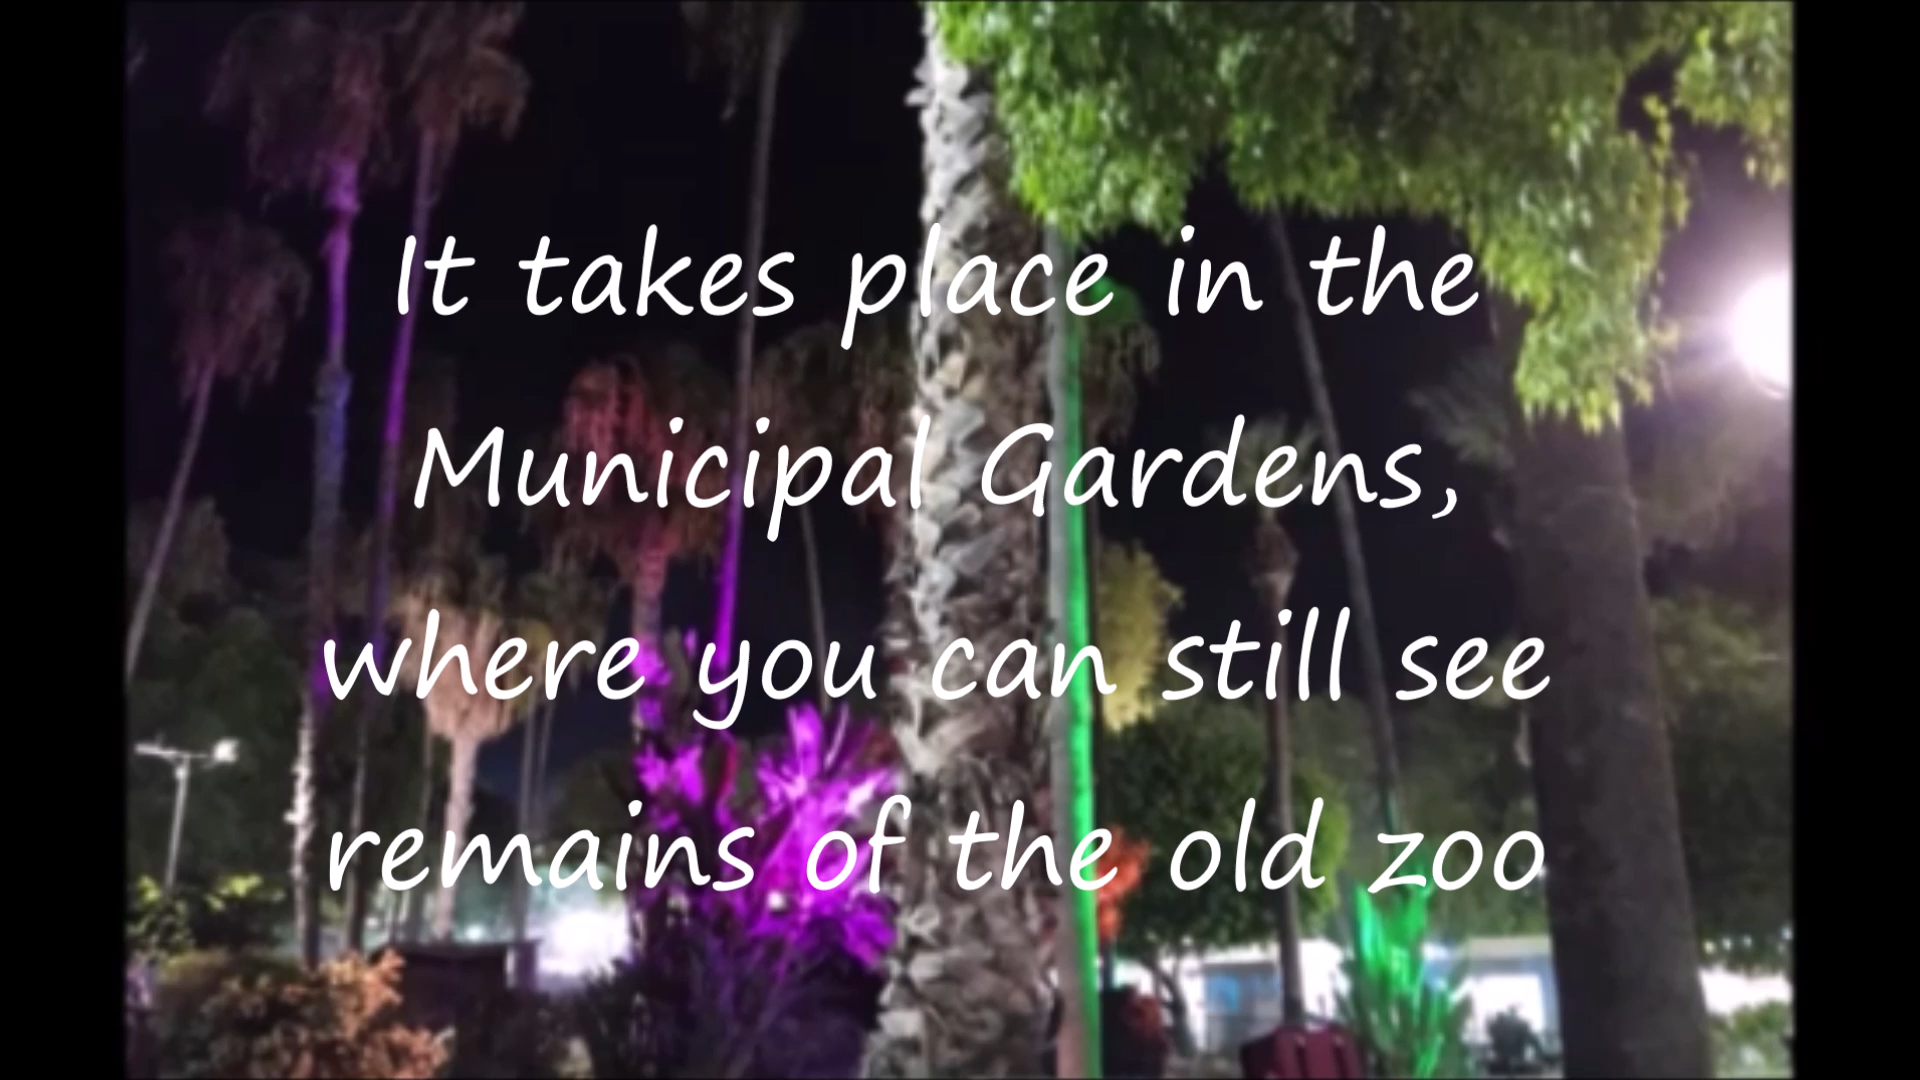 It takes place in the
Municipal Gardens,
where you can still see
remains of the old zoo